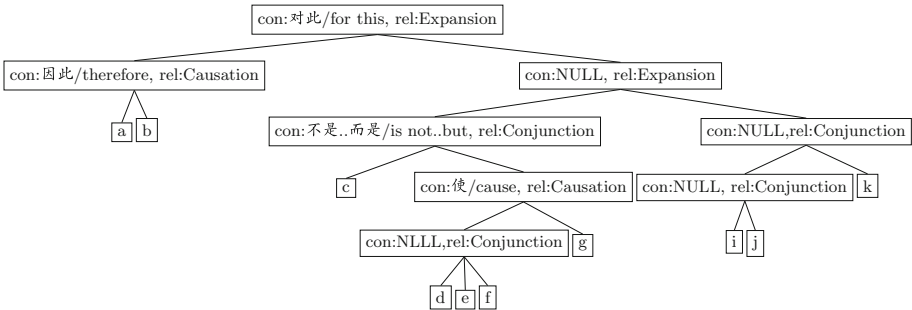 con:对此/for this, rel:Expansion
con:因此/therefore, rel:Causation
con:NULL, rel:Expansion
a
b
con:不是..而是/is not..but, rel:Conjunction
con:NULL,rel:Conjunction
c
con:使/cause, rel:Causation
con:NULL, rel:Conjunction
k
con:NLLL,rel:Conjunction
g
i
j
d
e
f